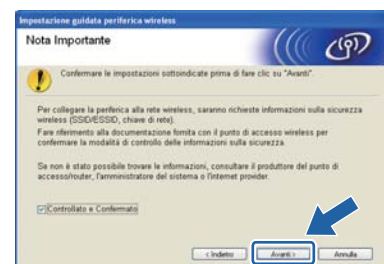 Impostazione guidata periferica wireless
Nota Importante
Confermare le impostazioni sottoindicate prima di fare clic su "Avanti".
Per collegare la periferica alla rete wireless, saranno richieste informazioni sulla sicurezza
wireless (SSID/ESSID, chiave di rete).
Fare riferimento alla documentazione fornita con il punto di accesso wireless per
confermare la modalità di controllo delle informazioni sulla sicurezza.
Se non è stato possibile trovare le informazioni, consultare il produttore del punto di
accesso/router, l'amministratore del sistema o l'Internet provider.
Controllato e Confermato
< Indietro Avanti > Annulla